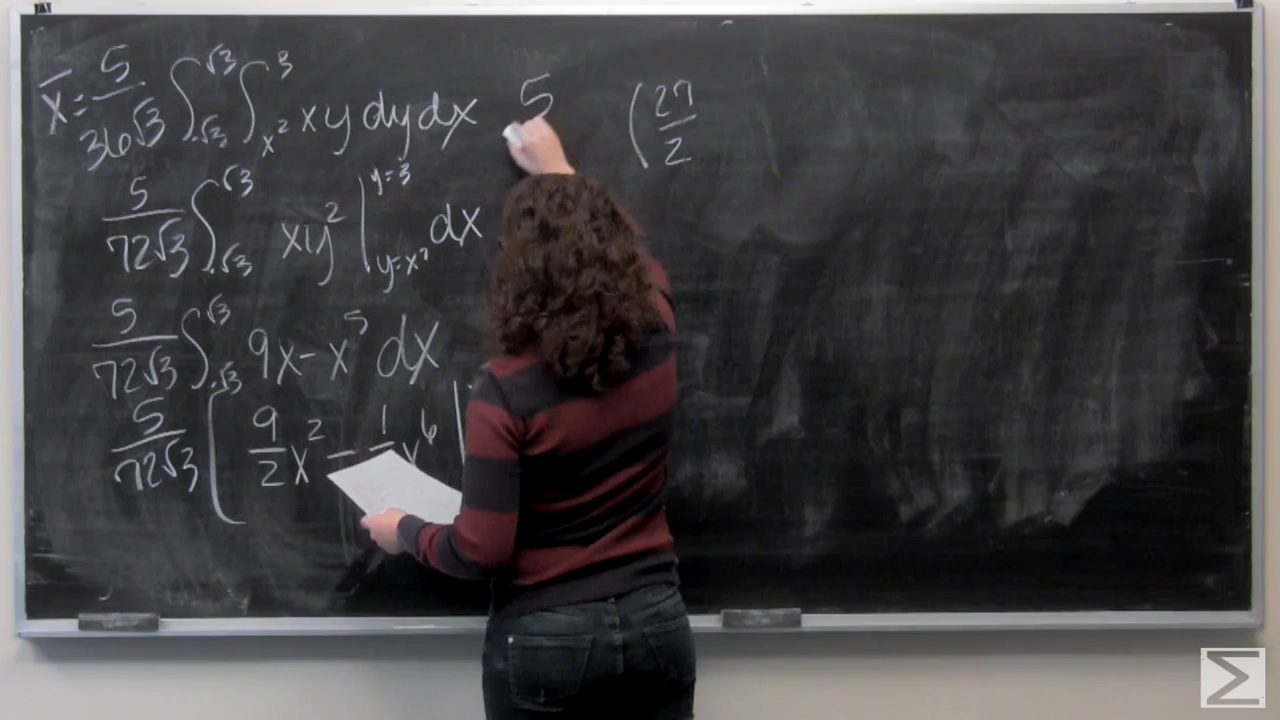 x̄ = 5/(36√3) ∫_{-√3}^{√3} ∫_{x²}^{3} xy dy dx
5/(72√3) ∫_{-√3}^{√3} xy² |_{y=x²}^{y=3} dx
5/(72√3) ∫_{-√3}^{√3} 9x - x⁵ dx
5/(72√3) [ 9/2 x² - 1 x⁶ |
5 ( 27/2
Σ